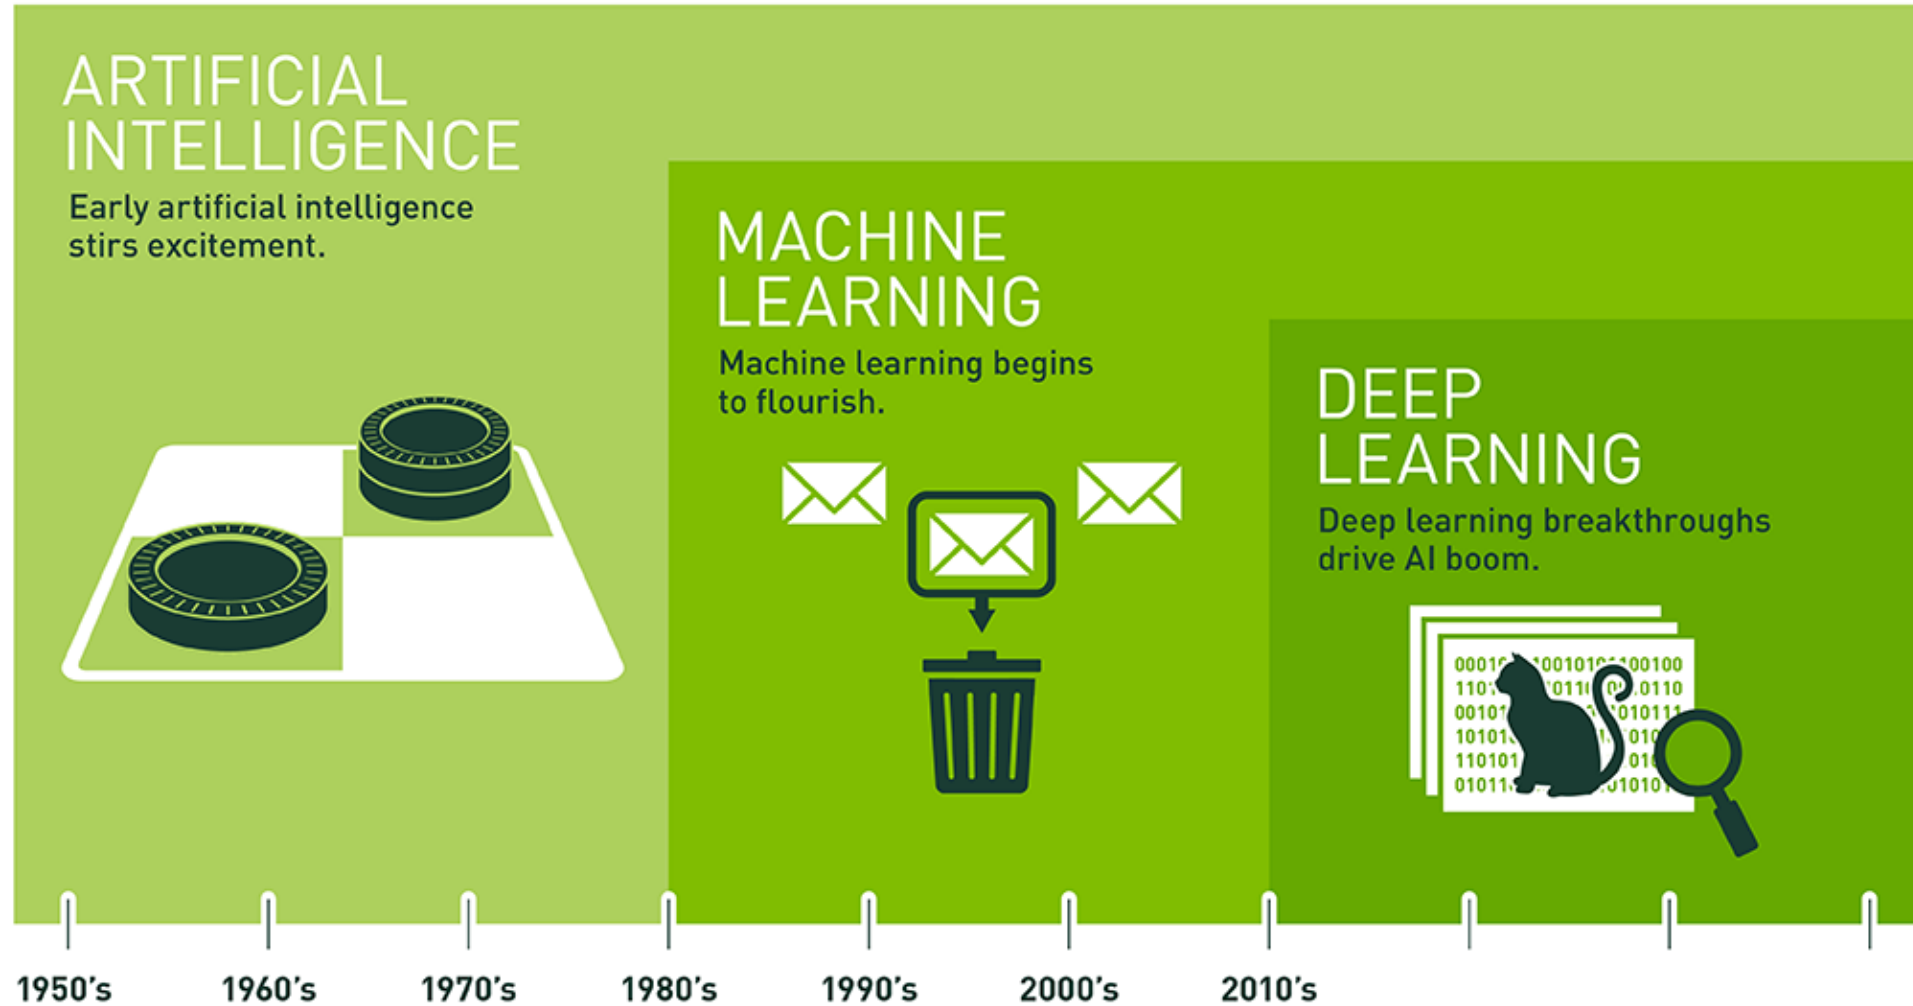 ARTIFICIAL
INTELLIGENCE
Early artificial intelligence
stirs excitement.
MACHINE
LEARNING
Machine learning begins
to flourish.
DEEP
LEARNING
Deep learning breakthroughs
drive AI boom.
1950's
1960's
1970's
1980's
1990's
2000's
2010's